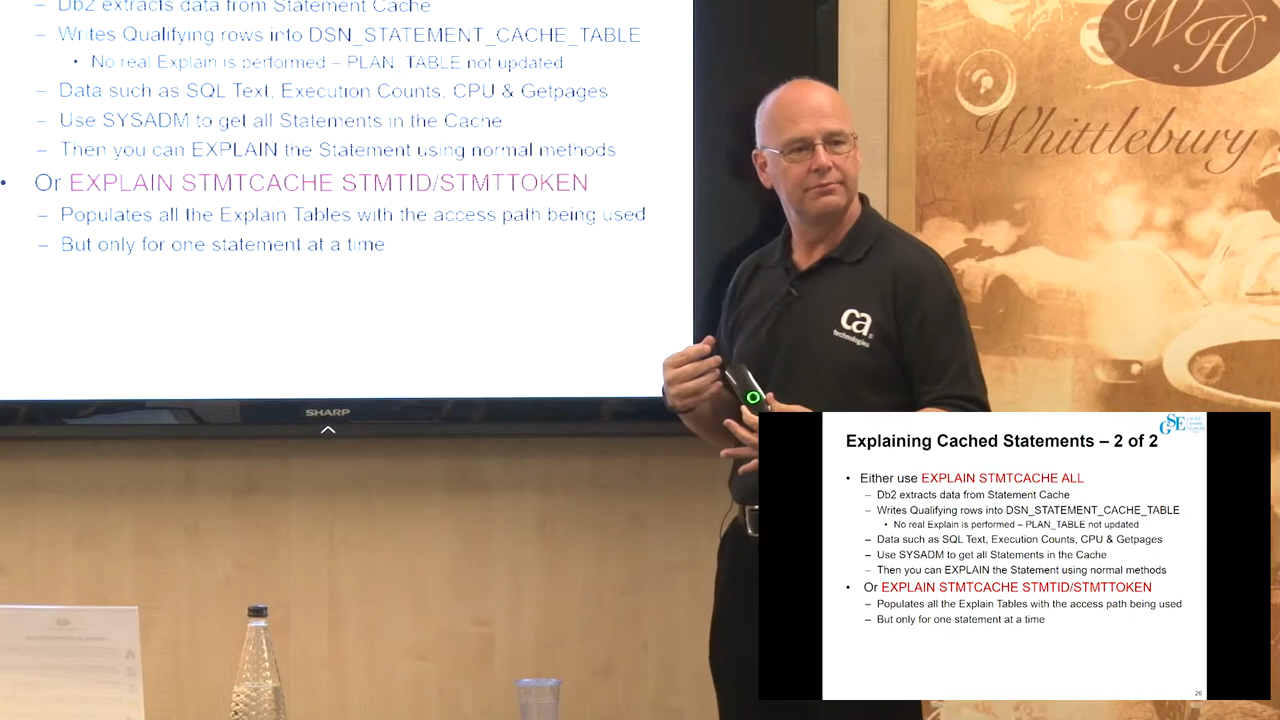 – Db2 extracts data from Statement Cache
– Writes Qualifying rows into DSN_STATEMENT_CACHE_TABLE
• No real Explain is performed – PLAN_TABLE not updated
– Data such as SQL Text, Execution Counts, CPU & Getpages
– Use SYSADM to get all Statements in the Cache
– Then you can EXPLAIN the Statement using normal methods
• Or EXPLAIN STMTCACHE STMTID/STMTTOKEN
– Populates all the Explain Tables with the access path being used
– But only for one statement at a time
SHARP
WH
Whittlebury
3
ca
technologies
GSE
Explaining Cached Statements – 2 of 2
• Either use EXPLAIN STMTCACHE ALL
– Db2 extracts data from Statement Cache
– Writes Qualifying rows into DSN_STATEMENT_CACHE_TABLE
• No real Explain is performed – PLAN_TABLE not updated
– Data such as SQL Text, Execution Counts, CPU & Getpages
– Use SYSADM to get all Statements in the Cache
– Then you can EXPLAIN the Statement using normal methods
• Or EXPLAIN STMTCACHE STMTID/STMTTOKEN
– Populates all the Explain Tables with the access path being used
– But only for one statement at a time
26